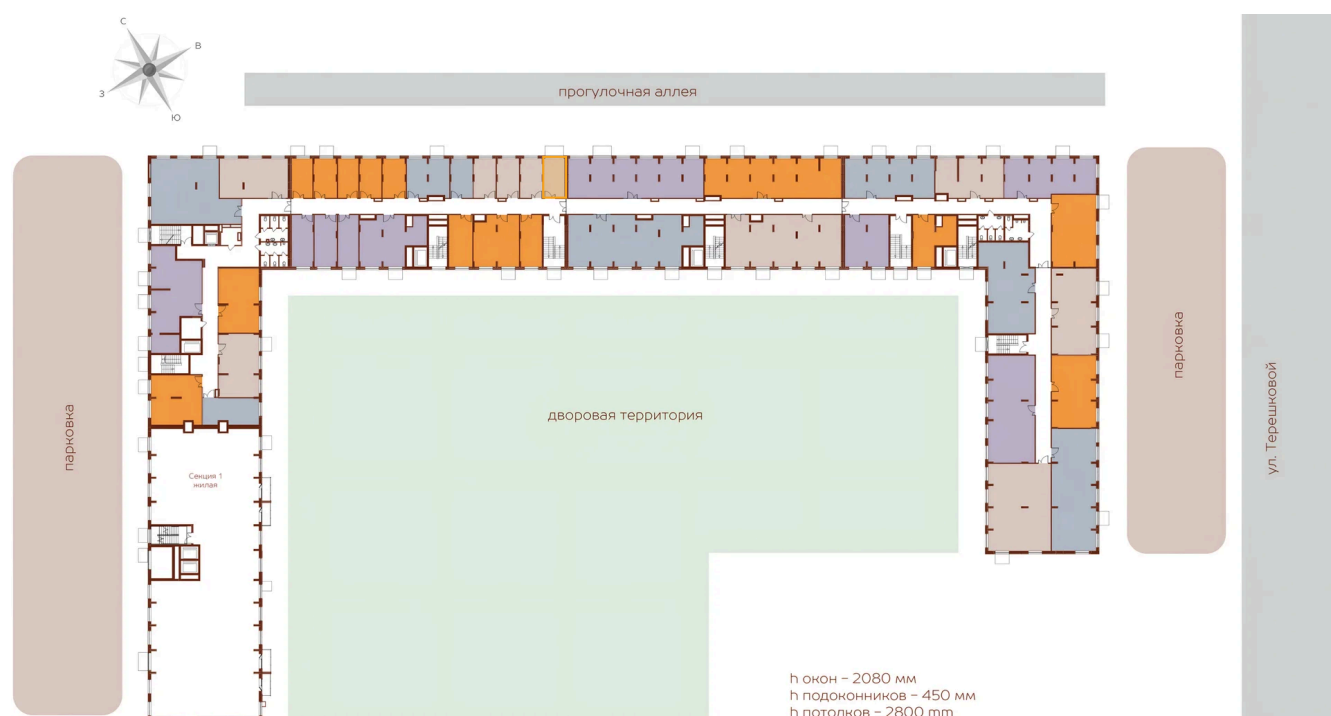 С
В
З
Ю
прогулочная аллея
парковка
парковка
ул. Терешковой
дворовая территория
Секция 1
жилая
h окон – 2080 мм
h подоконников – 450 мм
h потолков – 2800 mm